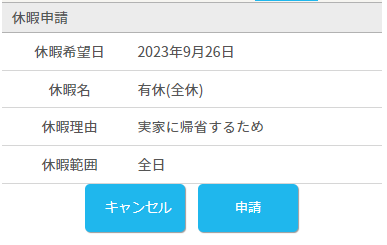 休暇申請
休暇希望日 2023年9月26日
休暇名 有休(全休)
休暇理由 実家に帰省するため
休暇範囲 全日
キャンセル 申請